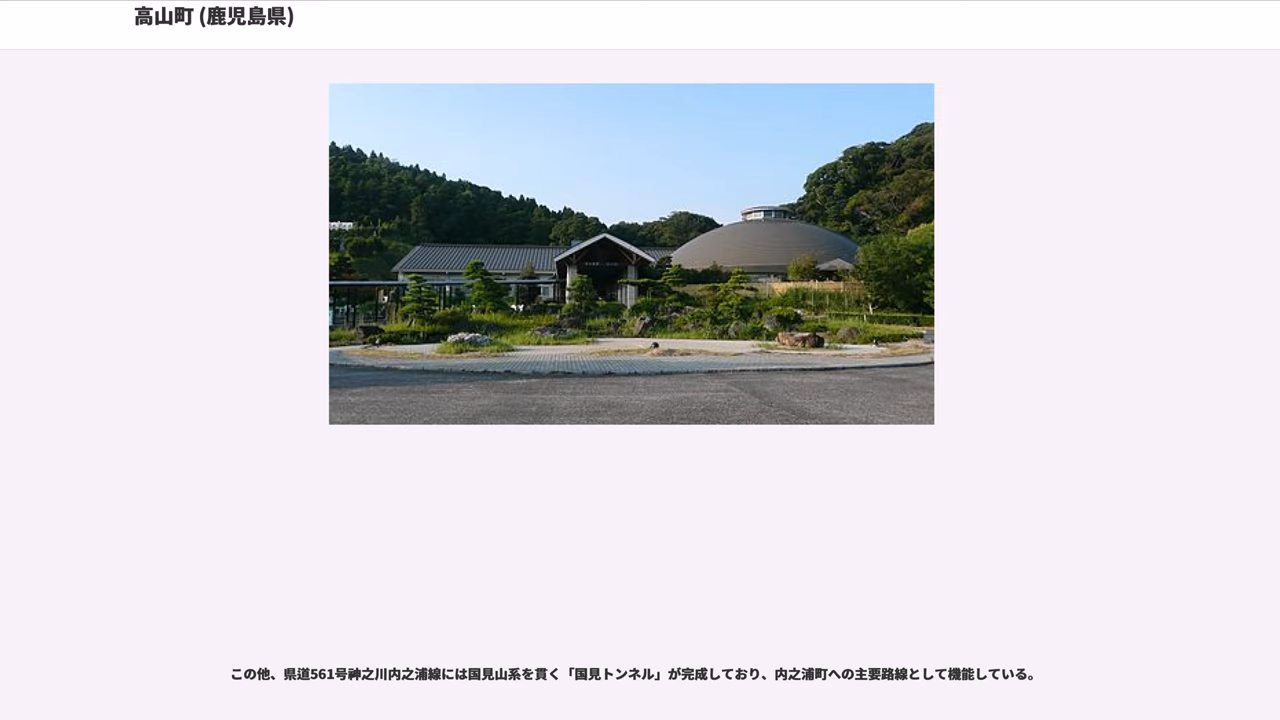 高山町 (鹿児島県)
この他、県道561号神之川内之浦線には国見山系を貫く「国見トンネル」が完成しており、内之浦町への主要路線として機能している。